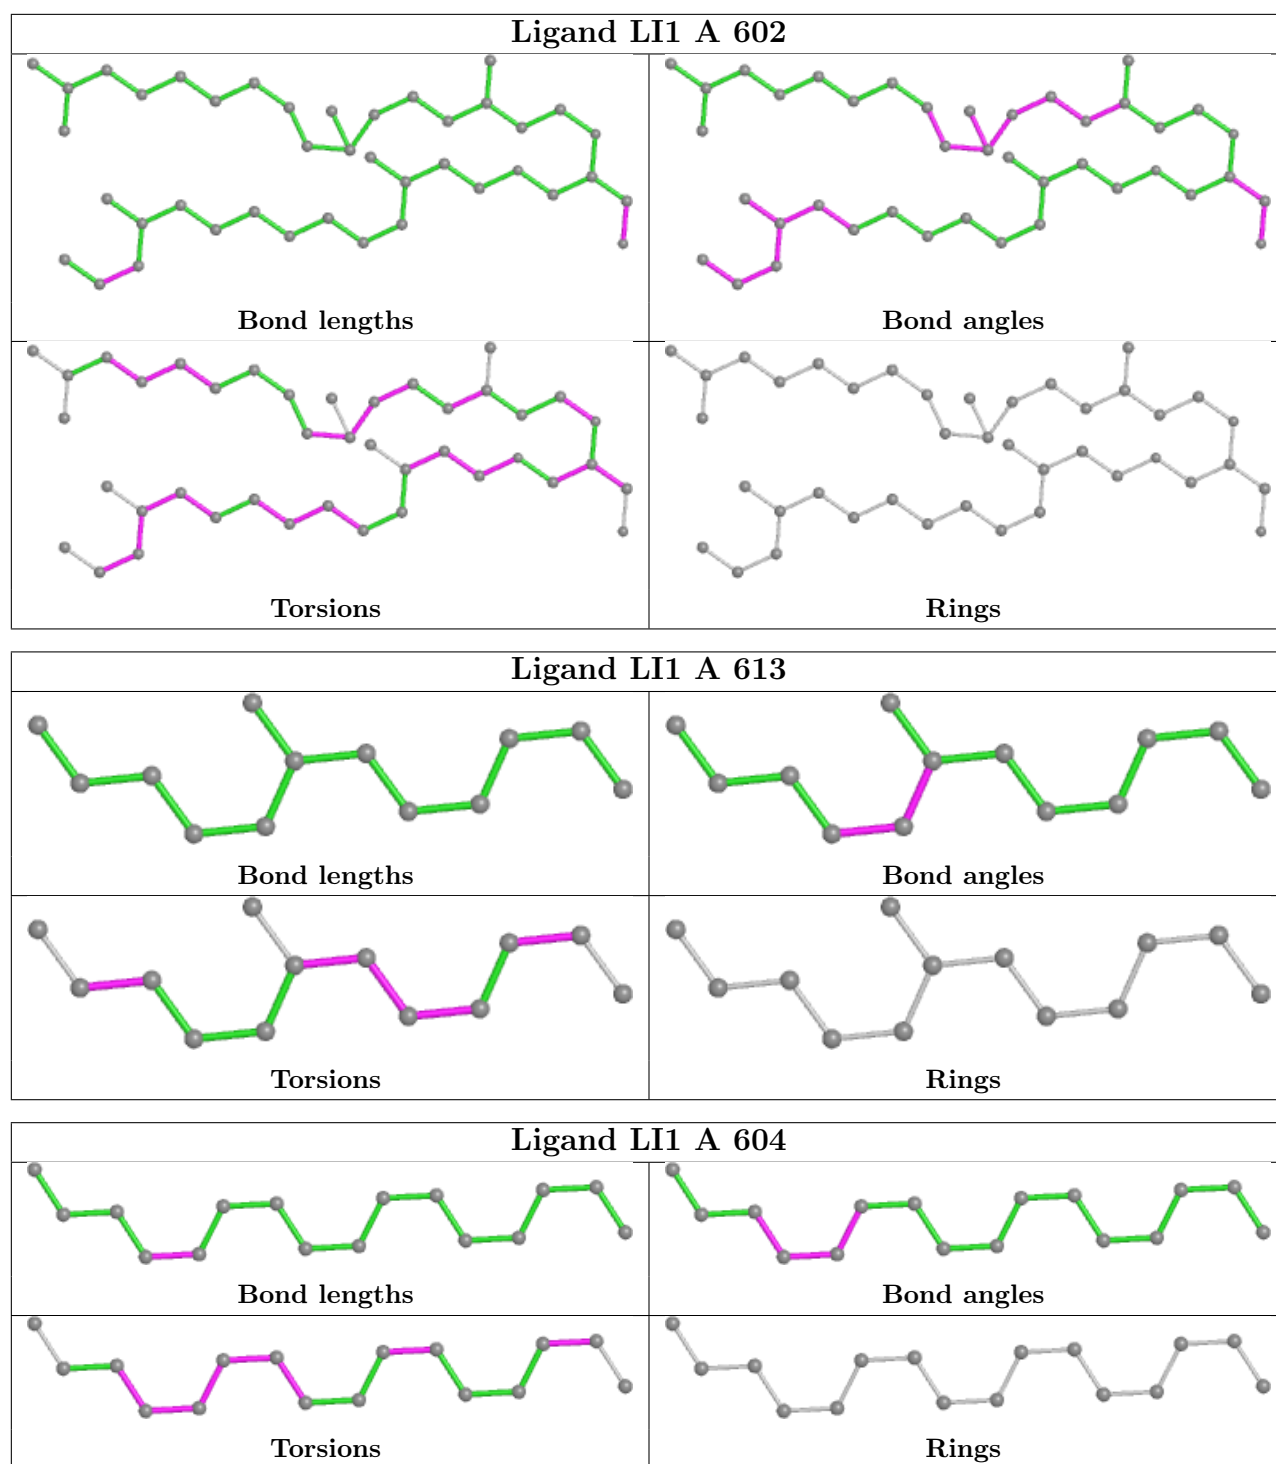 Ligand LI1 A 602
Bond lengths
Bond angles
Torsions
Rings
Ligand LI1 A 613
Bond lengths
Bond angles
Torsions
Rings
Ligand LI1 A 604
Bond lengths
Bond angles
Torsions
Rings